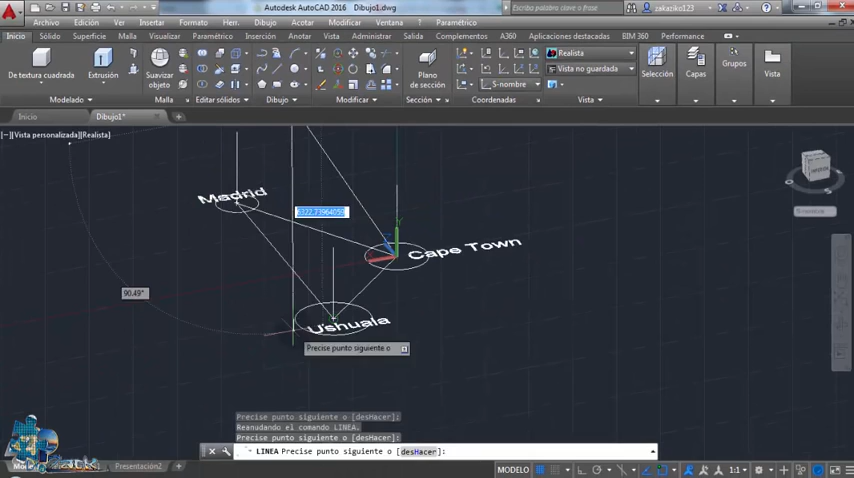 Autodesk AutoCAD 2016 Dibujo1.dwg
Escriba palabra clave o frase
zakaziko123
Archivo Edición Ver Insertar Formato Herr. Dibujo Acotar Modificar Ventana ? Paramétrico
Inicio Sólido Superficie Malla Visualizar Paramétrico Insertar Anotar Vista Administrar Salida Complementos A360 Aplicaciones destacadas Express Tools BIM 360 Performance
De textura cuadrada
Extrusión
Suavizar objeto
Plano de sección
S-nombre
Realista
Vista no guardada
Selección
Capas
Grupos
Vista
Modelado
Malla
Editar sólidos
Dibujo
Modificar
Sección
Coordenadas
Vista
Inicio
Dibujo1*
[−][Vista personalizada][Realista]
Madrid
Y
Cape Town
90.49°
Ushuaia
Precise punto siguiente o
Precise punto siguiente o [desHacer]:
Reanudando el comando LINEA.
Precise punto siguiente o [desHacer]:
LINEA Precise punto siguiente o [desHacer]:
Presentación2
MODELO
1:1